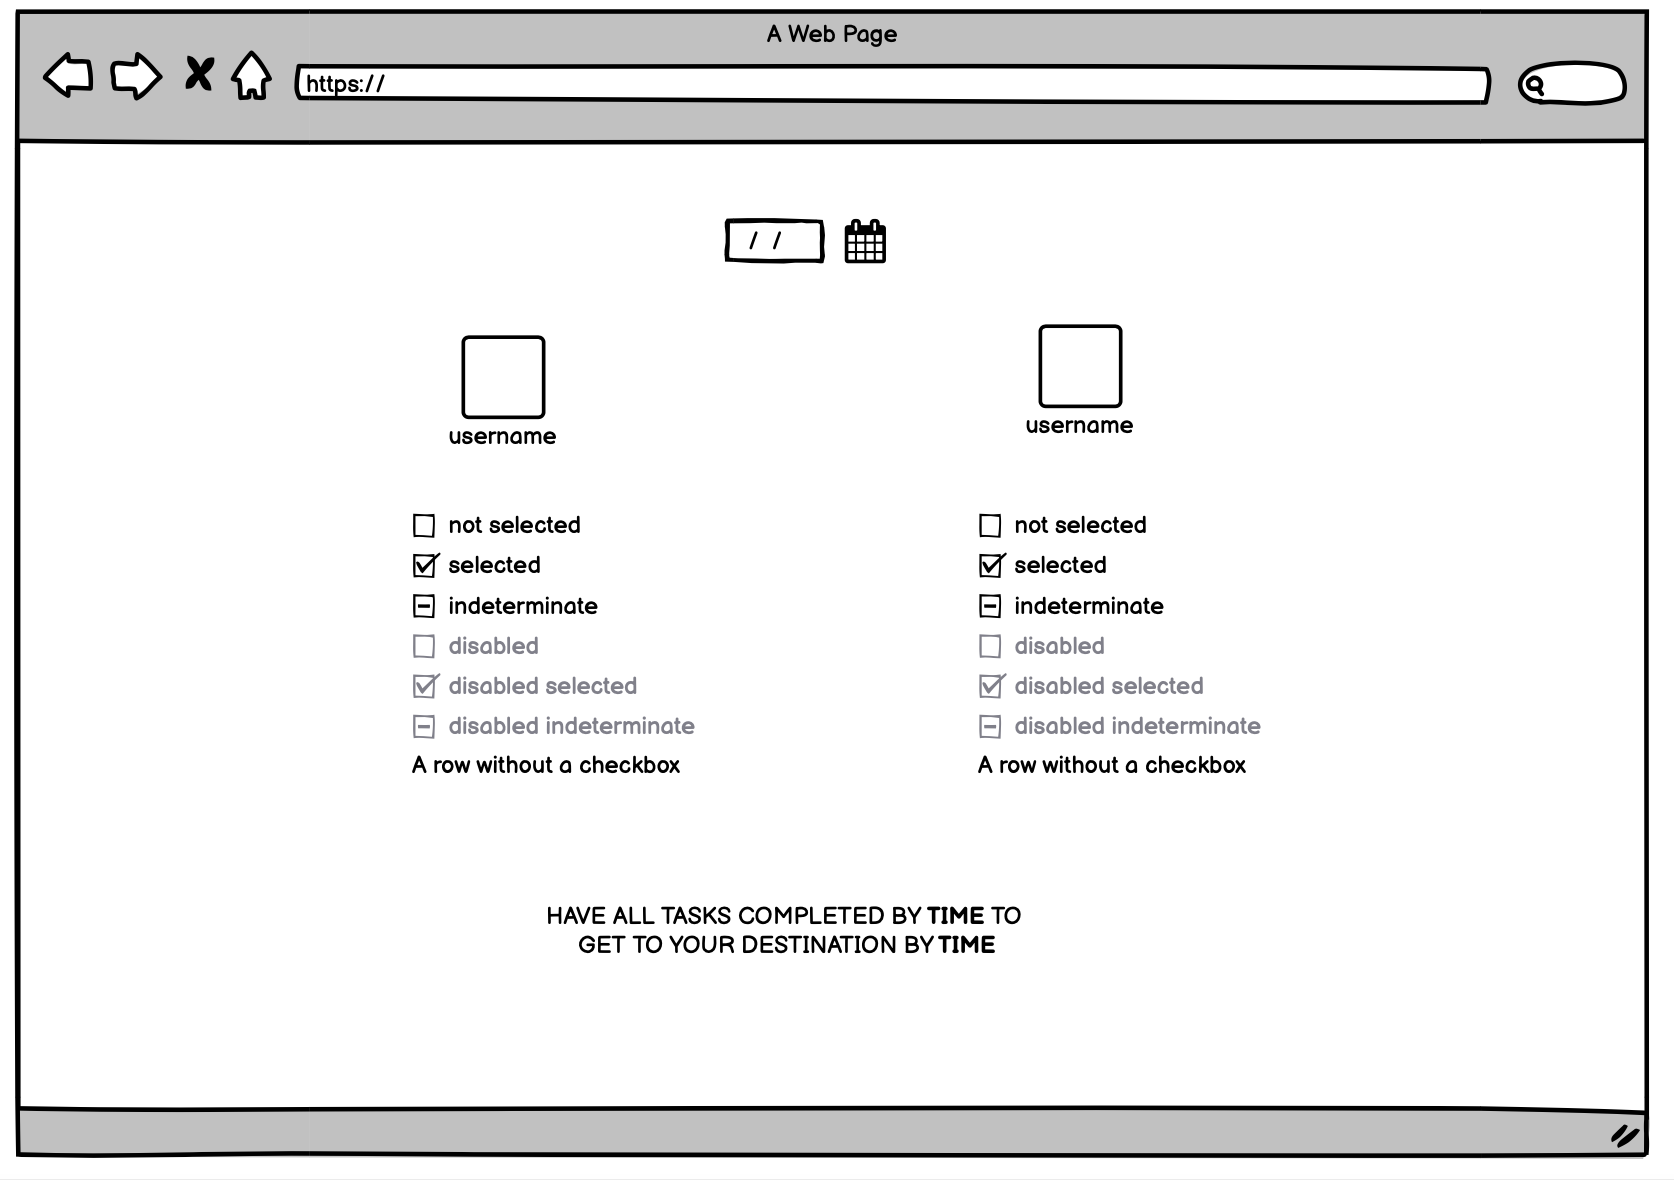 A Web Page
https://
/ /
username
username
not selected
selected
indeterminate
disabled
disabled selected
disabled indeterminate
A row without a checkbox
not selected
selected
indeterminate
disabled
disabled selected
disabled indeterminate
A row without a checkbox
HAVE ALL TASKS COMPLETED BY TIME TO
GET TO YOUR DESTINATION BY TIME